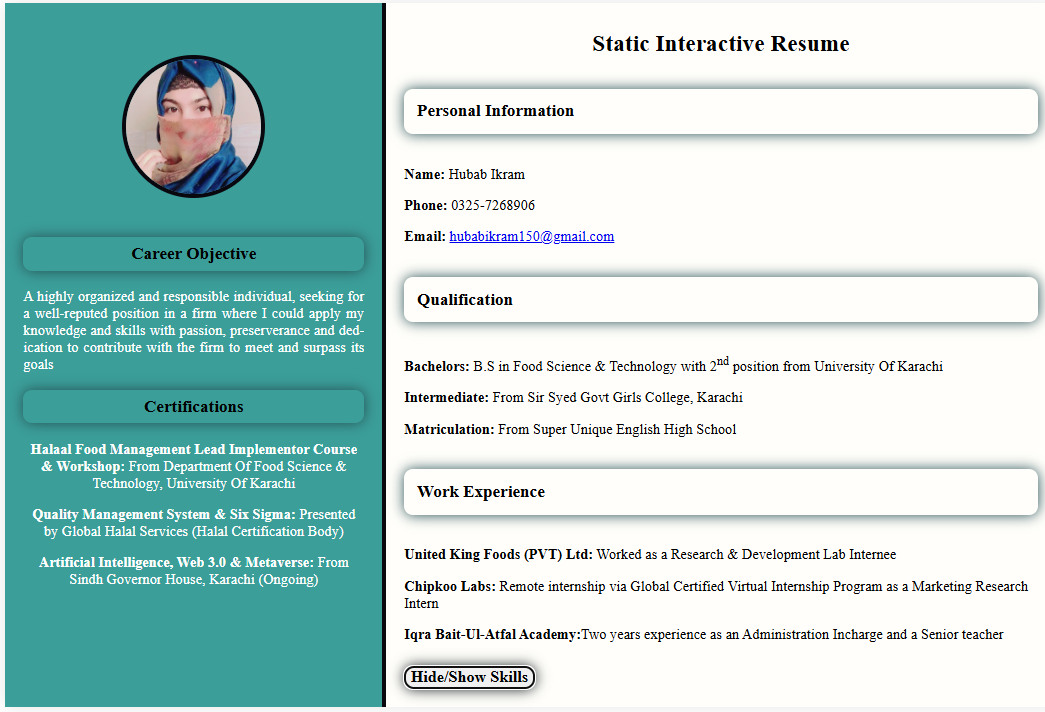 Career Objective
A highly organized and responsible individual, seeking for
a well-reputed position in a firm where I could apply my
knowledge and skills with passion, preserverance and ded-
ication to contribute with the firm to meet and surpass its
goals
Certifications
Halaal Food Management Lead Implementor Course
& Workshop: From Department Of Food Science &
Technology, University Of Karachi
Quality Management System & Six Sigma: Presented
by Global Halal Services (Halal Certification Body)
Artificial Intelligence, Web 3.0 & Metaverse: From
Sindh Governor House, Karachi (Ongoing)
Static Interactive Resume
Personal Information
Name: Hubab Ikram
Phone: 0325-7268906
Email: hubabikram150@gmail.com
Qualification
Bachelors: B.S in Food Science & Technology with 2nd position from University Of Karachi
Intermediate: From Sir Syed Govt Girls College, Karachi
Matriculation: From Super Unique English High School
Work Experience
United King Foods (PVT) Ltd: Worked as a Research & Development Lab Internee
Chipkoo Labs: Remote internship via Global Certified Virtual Internship Program as a Marketing Research
Intern
Iqra Bait-Ul-Atfal Academy:Two years experience as an Administration Incharge and a Senior teacher
Hide/Show Skills